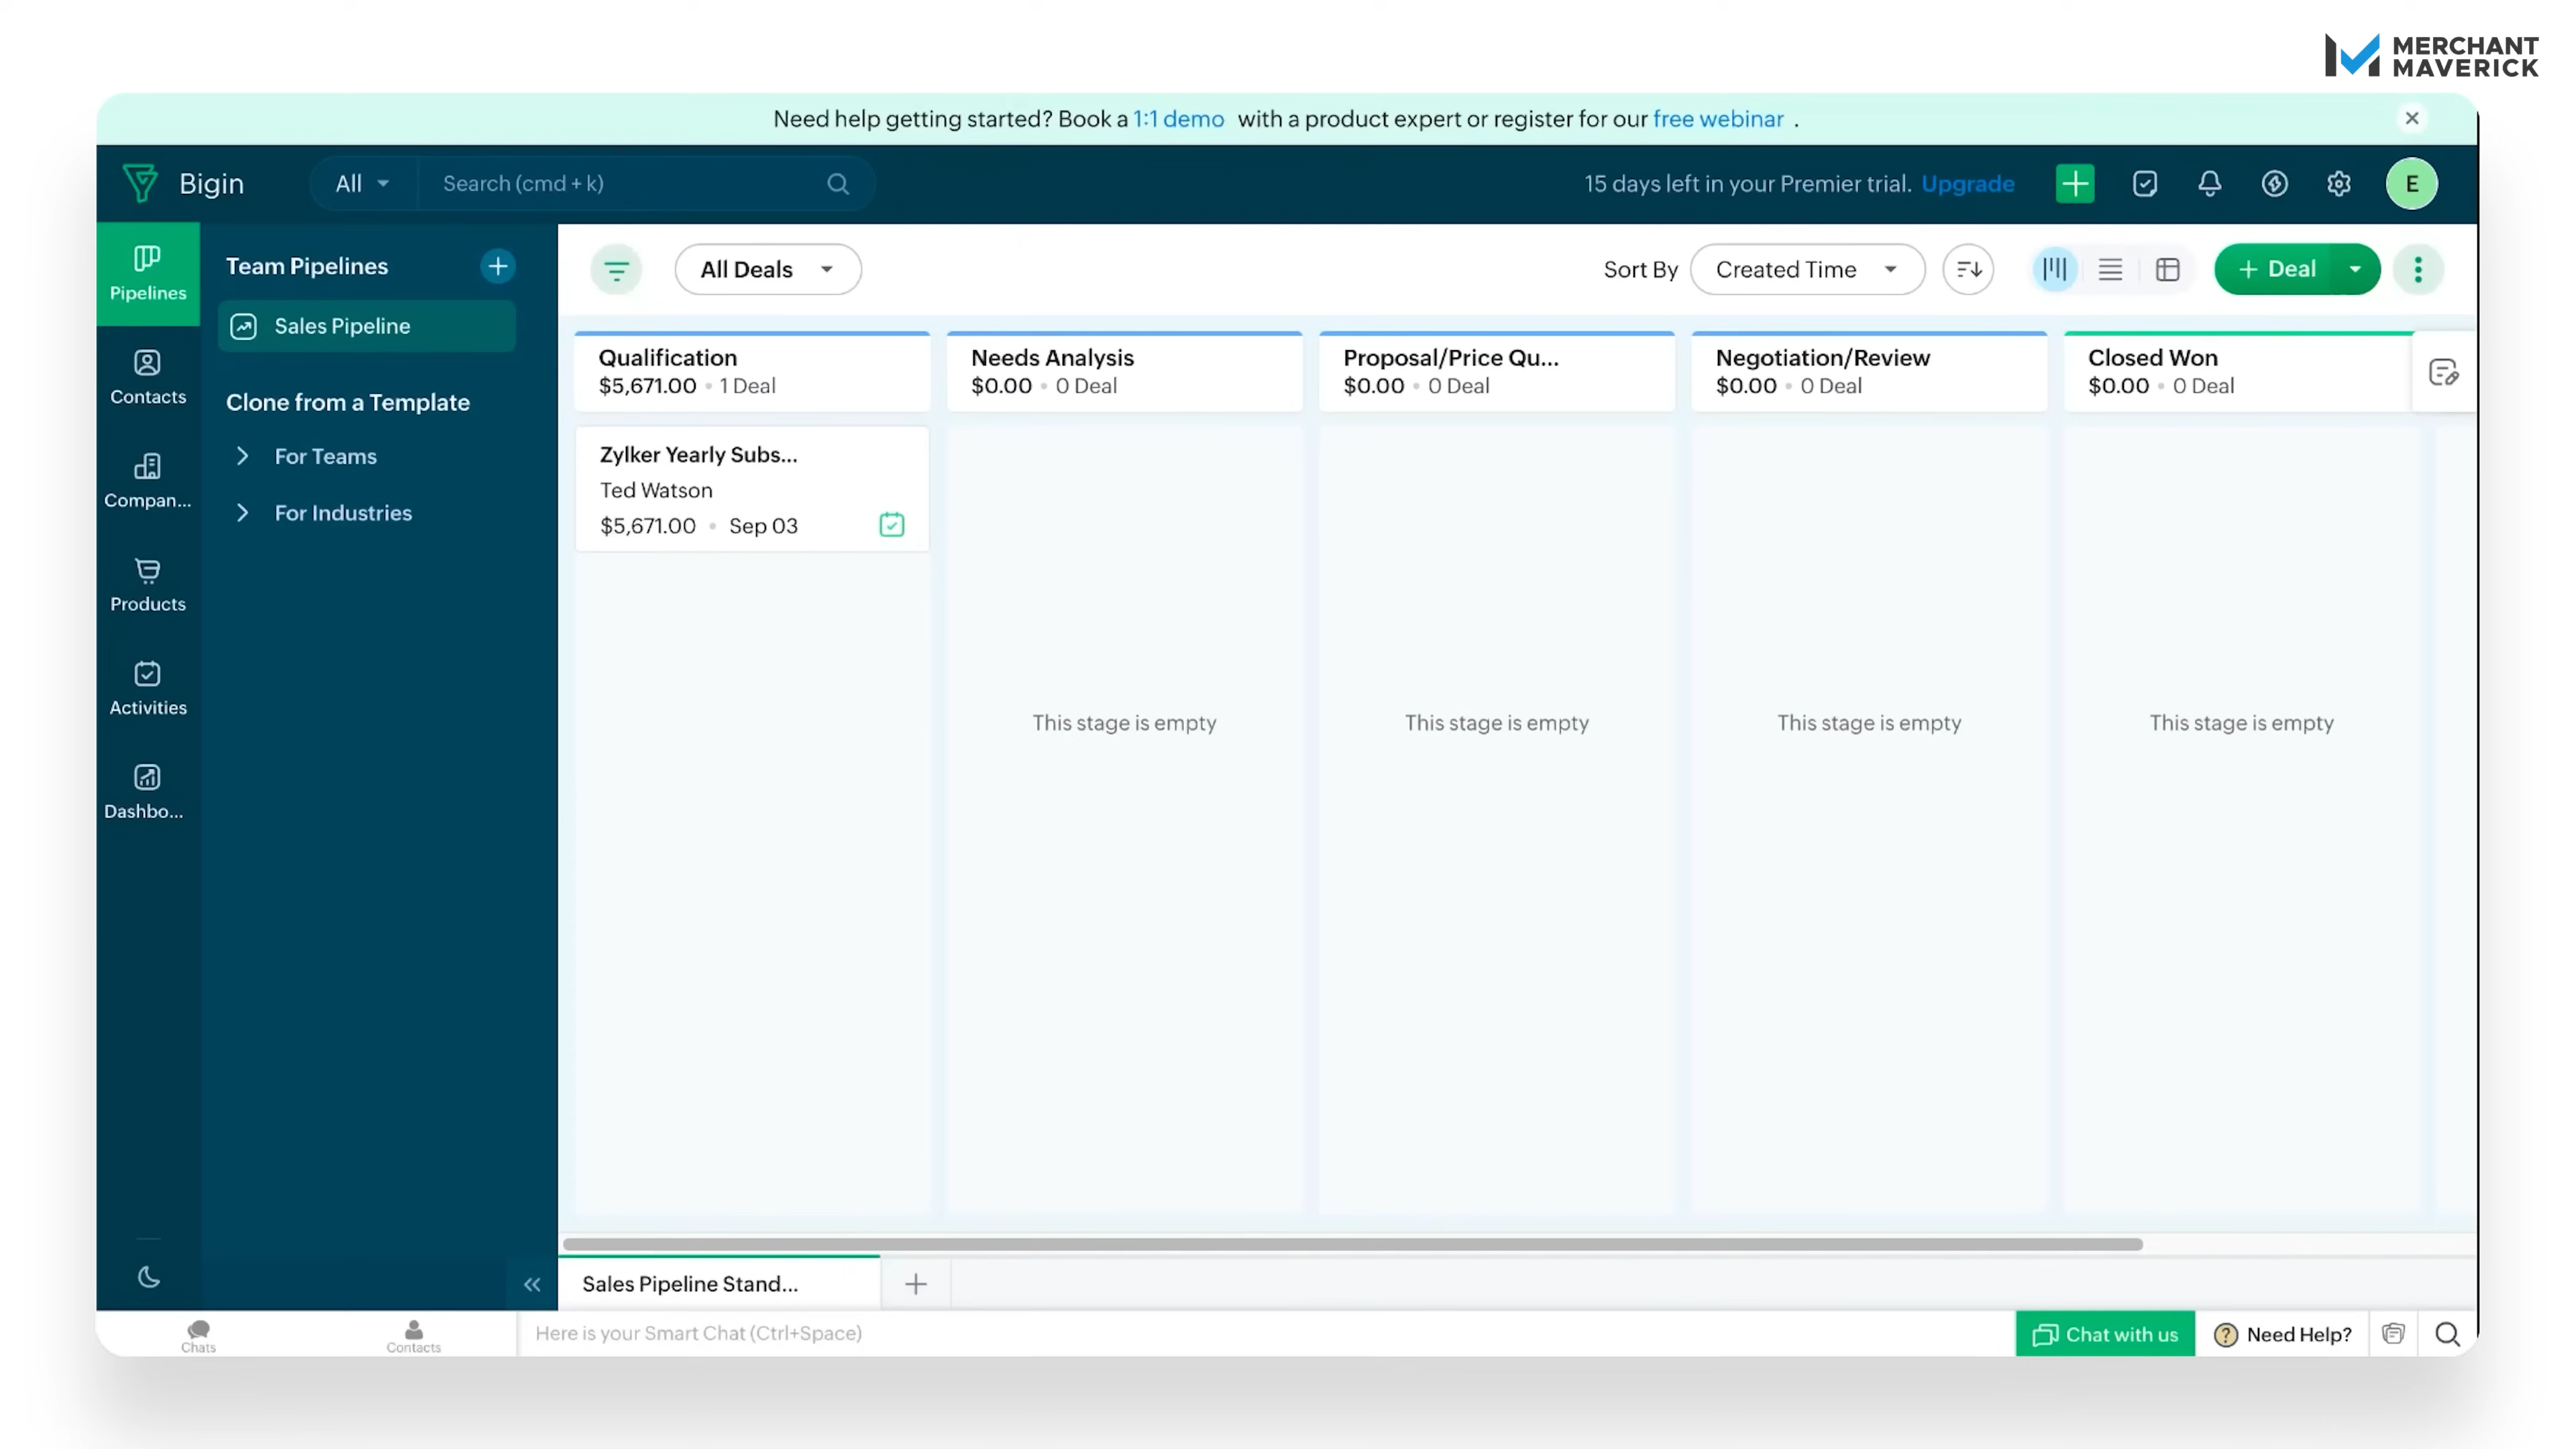 MERCHANT
MAVERICK
Need help getting started? Book a 1:1 demo with a product expert or register for our free webinar .
Bigin
All
Search (cmd + k)
15 days left in your Premier trial. Upgrade
E
Pipelines
Contacts
Compan...
Products
Activities
Dashbo...
Team Pipelines
Sales Pipeline
Clone from a Template
For Teams
For Industries
All Deals
Sort By Created Time
+ Deal
Qualification
$5,671.00 • 1 Deal
Needs Analysis
$0.00 • 0 Deal
Proposal/Price Qu...
$0.00 • 0 Deal
Negotiation/Review
$0.00 • 0 Deal
Closed Won
$0.00 • 0 Deal
Zylker Yearly Subs...
Ted Watson
$5,671.00 • Sep 03
This stage is empty
This stage is empty
This stage is empty
This stage is empty
Sales Pipeline Stand...
Chats
Contacts
Here is your Smart Chat (Ctrl+Space)
Chat with us
Need Help?